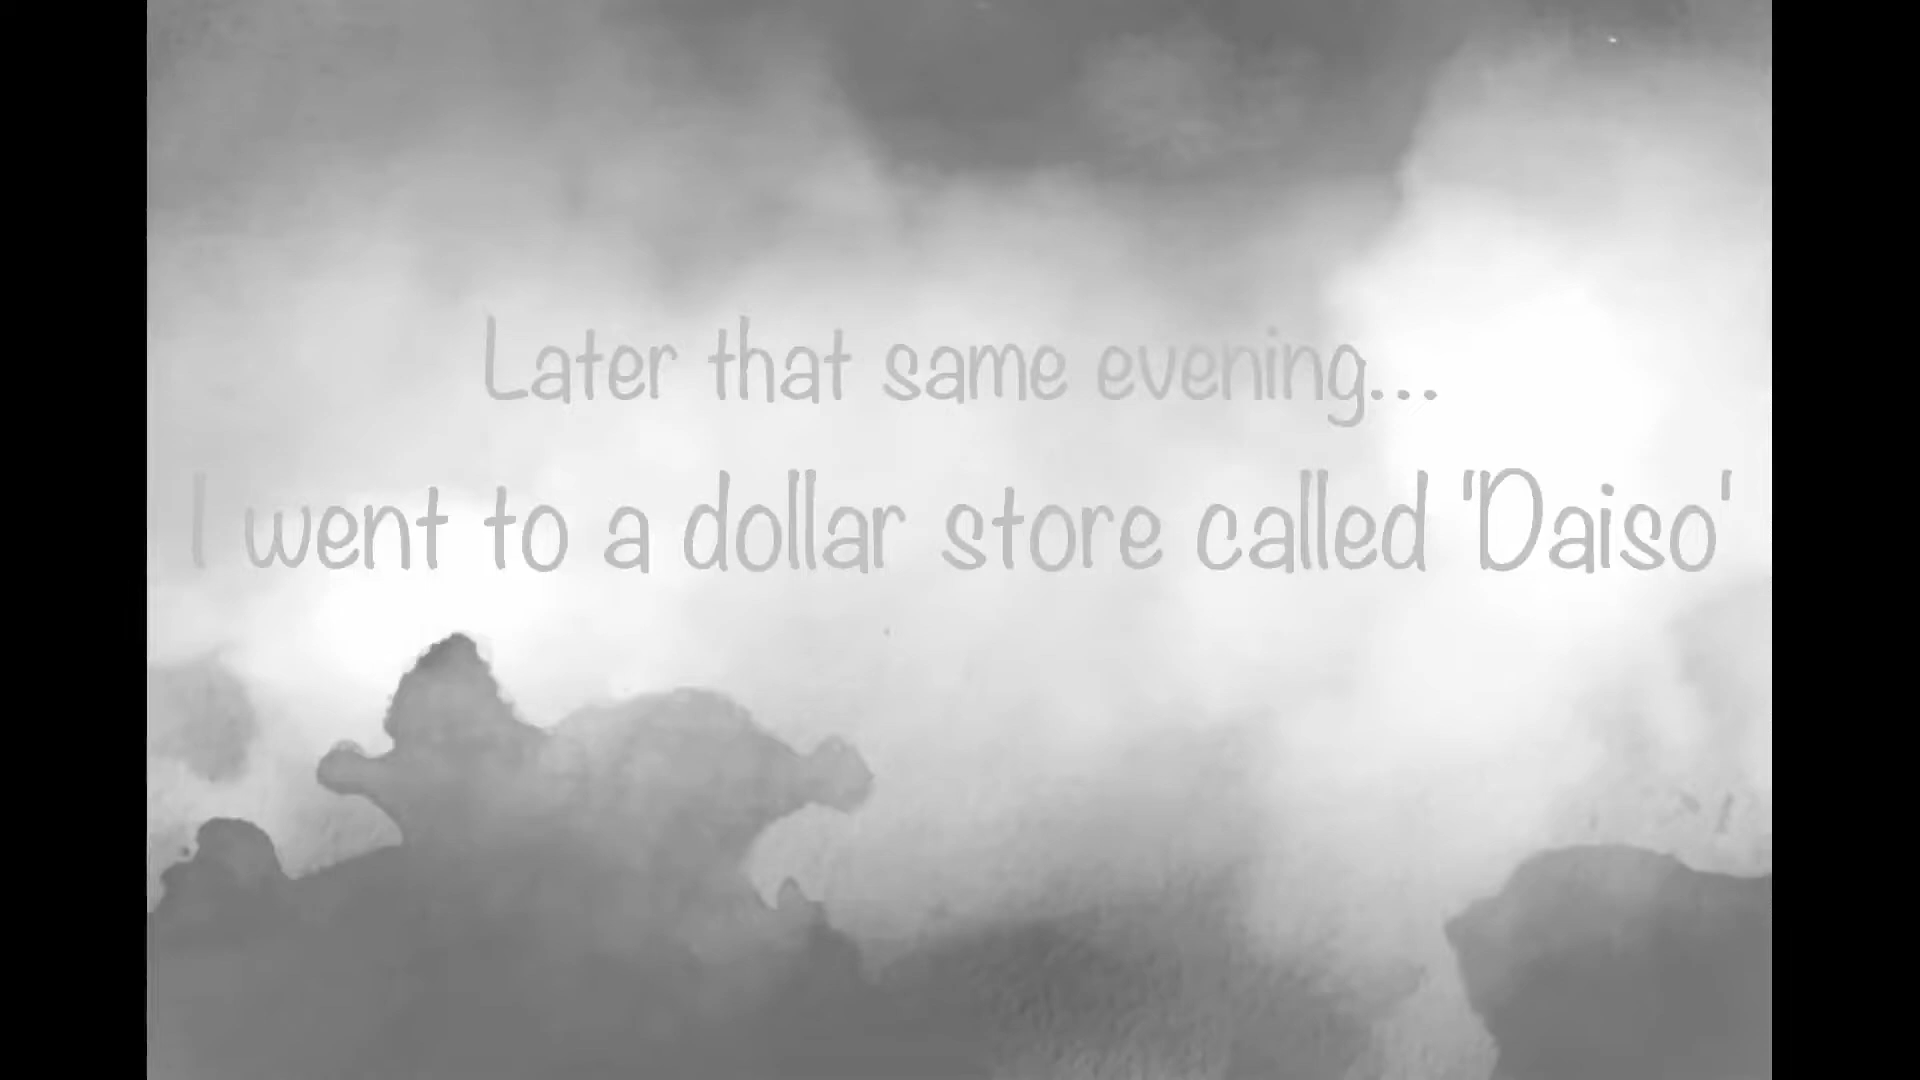 Later that same evening...
I went to a dollar store called 'Daiso'